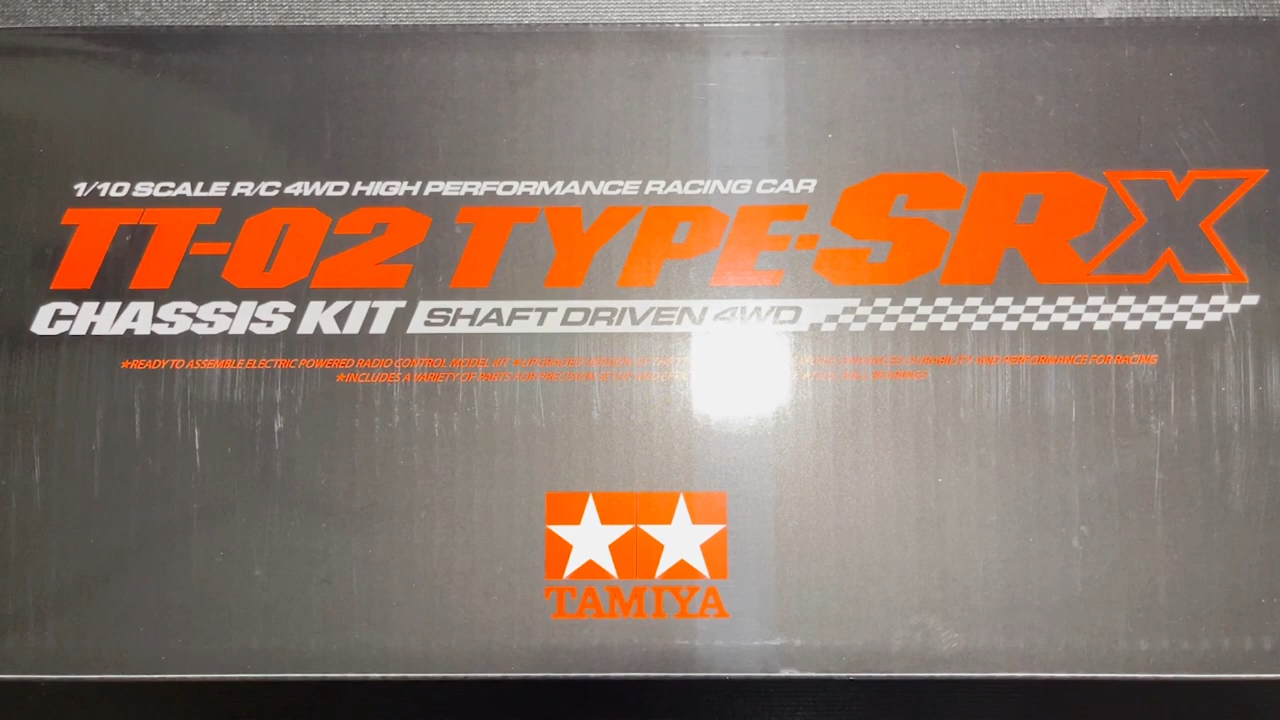 1/10 SCALE R/C 4WD HIGH PERFORMANCE RACING CAR
TT-02 TYPE-SRX
CHASSIS KIT SHAFT DRIVEN 4WD
★READY TO ASSEMBLE ELECTRIC POWERED RADIO CONTROL MODEL KIT ★UPGRADED VERSION OF DURABILITY AND PERFORMANCE FOR RACING
★INCLUDES A VARIETY OF PARTS FOR PRECISION
TAMIYA